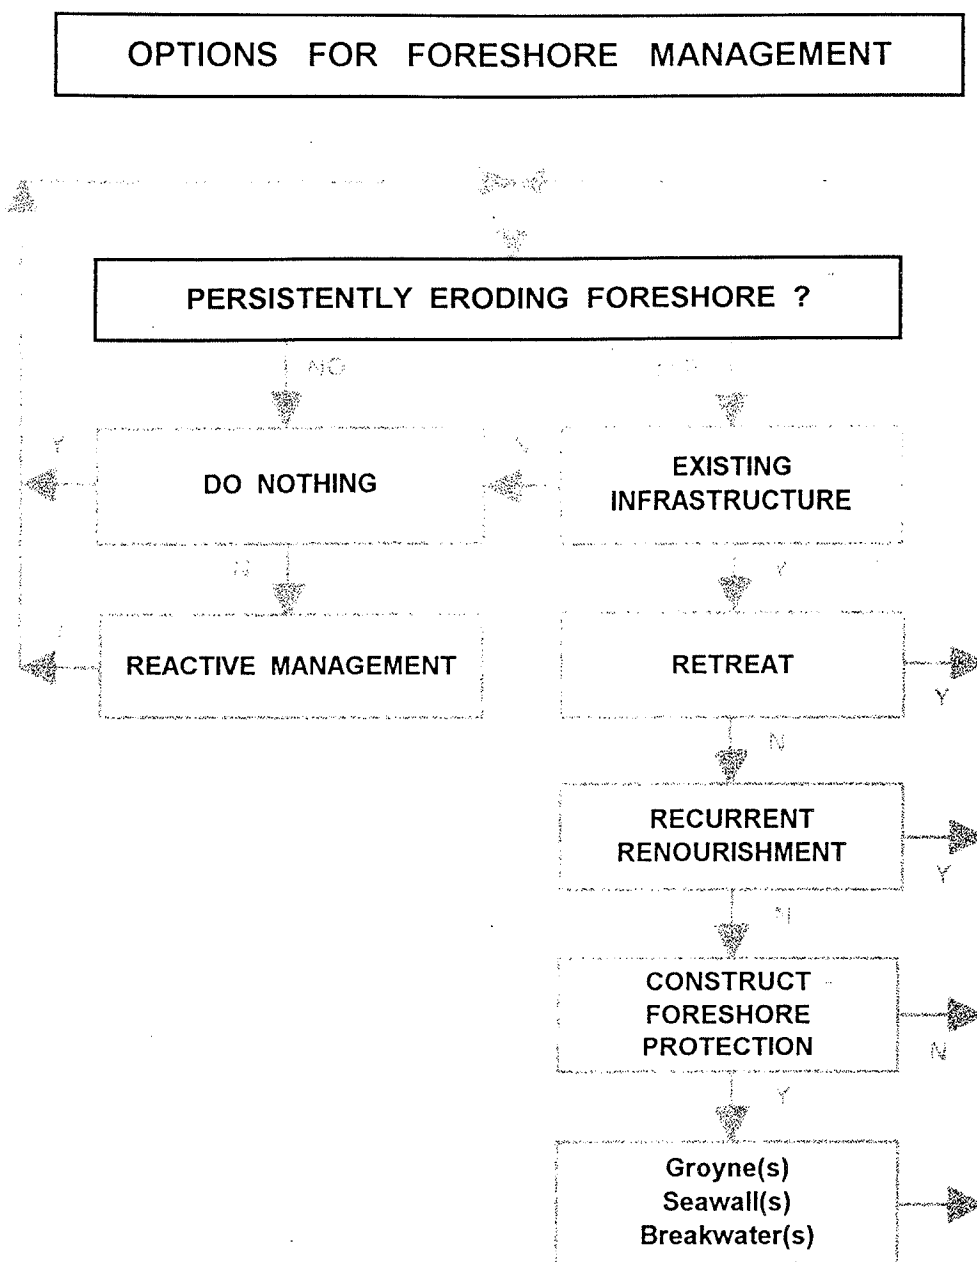 OPTIONS FOR FORESHORE MANAGEMENT
PERSISTENTLY ERODING FORESHORE ?
NO
Y
DO NOTHING
N
EXISTING
INFRASTRUCTURE
N
Y
REACTIVE MANAGEMENT
RETREAT
Y
N
RECURRENT
RENOURISHMENT
Y
N
CONSTRUCT
FORESHORE
PROTECTION
N
Y
Groyne(s)
Seawall(s)
Breakwater(s)